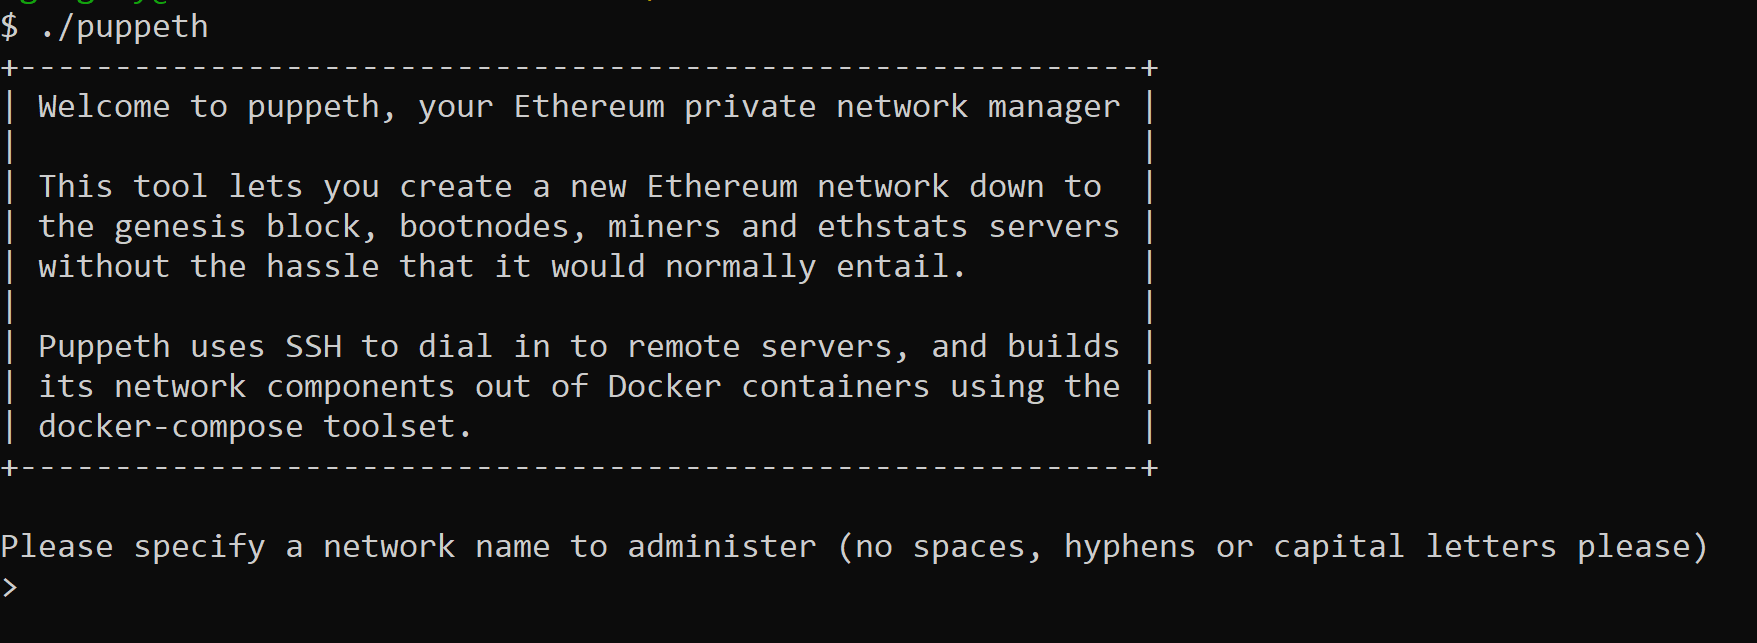 $ ./puppeth
+-----------------------------------------------------------+
| Welcome to puppeth, your Ethereum private network manager |
|                                                           |
| This tool lets you create a new Ethereum network down to  |
| the genesis block, bootnodes, miners and ethstats servers |
| without the hassle that it would normally entail.         |
|                                                           |
| Puppeth uses SSH to dial in to remote servers, and builds |
| its network components out of Docker containers using the |
| docker-compose toolset.                                   |
+-----------------------------------------------------------+
Please specify a network name to administer (no spaces, hyphens or capital letters please)
>